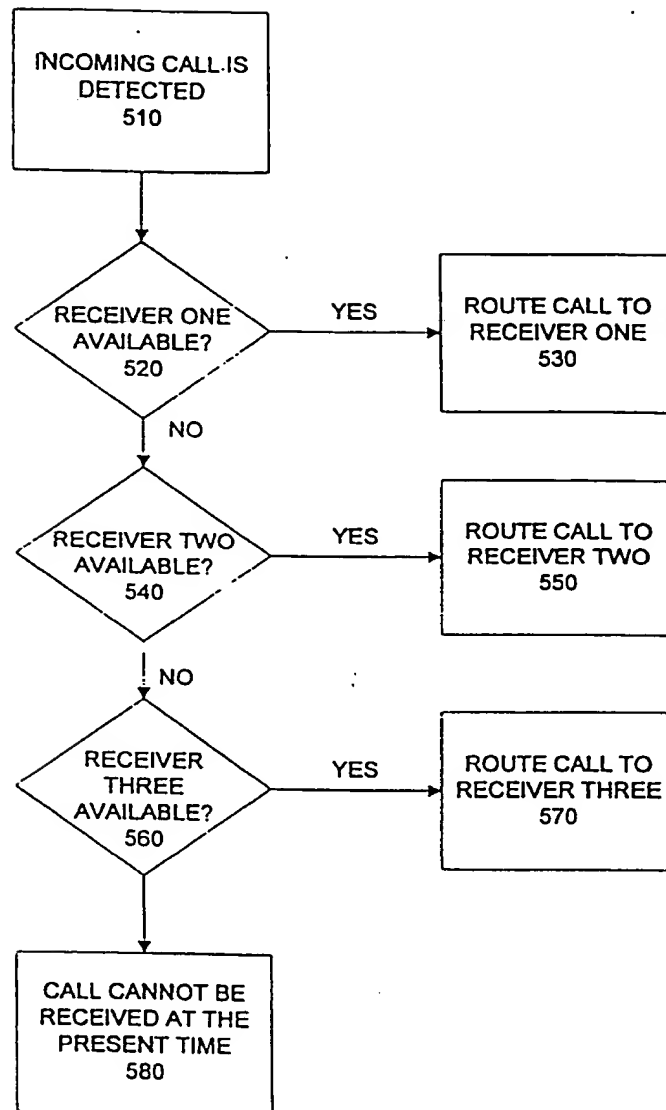 INCOMING CALL IS
DETECTED
510
RECEIVER ONE
AVAILABLE?
520
YES
ROUTE CALL TO
RECEIVER ONE
530
NO
RECEIVER TWO
AVAILABLE?
540
YES
ROUTE CALL TO
RECEIVER TWO
550
NO
RECEIVER
THREE
AVAILABLE?
560
YES
ROUTE CALL TO
RECEIVER THREE
570
CALL CANNOT BE
RECEIVED AT THE
PRESENT TIME
580